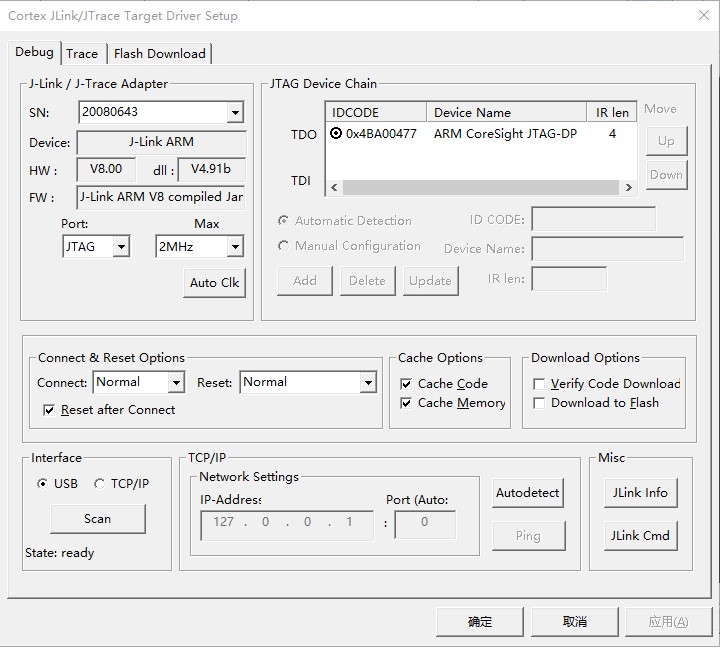 Cortex JLink/JTrace Target Driver Setup
Debug Trace Flash Download
J-Link / J-Trace Adapter
SN: 20080643
Device: J-Link ARM
HW : V8.00 dll : V4.91b
FW : J-Link ARM V8 compiled Jar
Port: Max
JTAG 2MHz
Auto Clk
JTAG Device Chain
IDCODE Device Name IR len Move
TDO 0x4BA00477 ARM CoreSight JTAG-DP 4 Up
TDI Down
Automatic Detection ID CODE:
Manual Configuration Device Name:
Add Delete Update IR len:
Connect & Reset Options
Connect: Normal Reset: Normal
Reset after Connect
Cache Options
Cache Code
Cache Memory
Download Options
Verify Code Download
Download to Flash
Interface
USB TCP/IP
Scan
State: ready
TCP/IP
Network Settings
IP-Address Port (Auto:
127 . 0 . 0 . 1 : 0
Autodetect
Ping
Misc
JLink Info
JLink Cmd
确定 取消 应用(A)